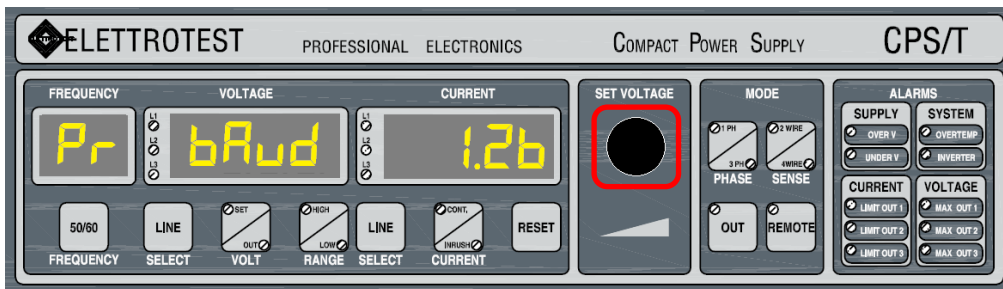 ELETTROTEST PROFESSIONAL ELECTRONICS COMPACT POWER SUPPLY CPS/T
FREQUENCY VOLTAGE CURRENT SET VOLTAGE MODE ALARMS
SUPPLY SYSTEM
L1 L1
Pr L2 bAud L2 1.2b
L3 L3
1 PH 2 WIRE
3 PH 4WIRE
PHASE SENSE
OVER V OVERTEMP
UNDER V INVERTER
CURRENT VOLTAGE
LIMIT OUT 1 MAX OUT 1
LIMIT OUT 2 MAX OUT 2
LIMIT OUT 3 MAX OUT 3
50/60 LINE SET OUT HIGH LOW LINE CONT. INRUSH RESET
OUT REMOTE
FREQUENCY SELECT VOLT RANGE SELECT CURRENT